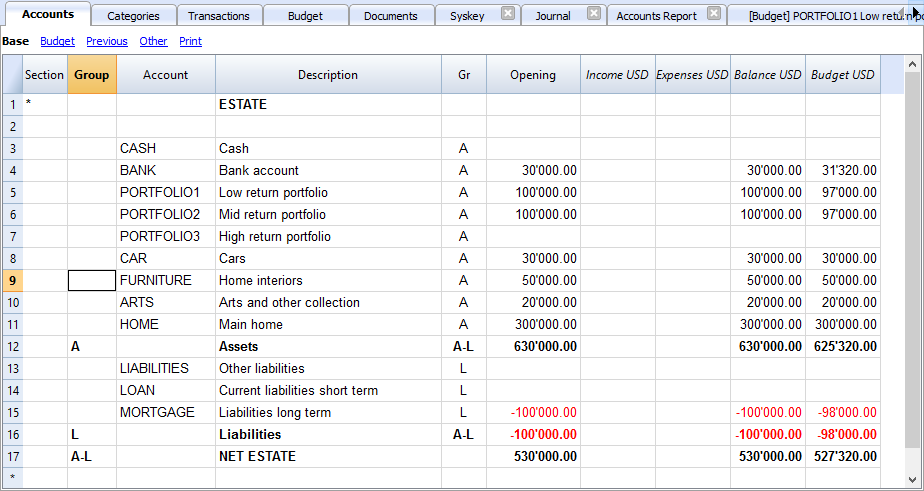 Accounts Categories Transactions Budget Documents Syskey Journal Accounts Report [Budget] PORTFOLIO1 Low return
Base Budget Previous Other Print
Section Group Account Description Gr Opening Income USD Expenses USD Balance USD Budget USD
1 * ESTATE
2
3 CASH Cash A
4 BANK Bank account A 30'000.00 30'000.00 31'320.00
5 PORTFOLIO1 Low return portfolio A 100'000.00 100'000.00 97'000.00
6 PORTFOLIO2 Mid return portfolio A 100'000.00 100'000.00 97'000.00
7 PORTFOLIO3 High return portfolio A
8 CAR Cars A 30'000.00 30'000.00 30'000.00
9 FURNITURE Home interiors A 50'000.00 50'000.00 50'000.00
10 ARTS Arts and other collection A 20'000.00 20'000.00 20'000.00
11 HOME Main home A 300'000.00 300'000.00 300'000.00
12 A Assets A-L 630'000.00 630'000.00 625'320.00
13 LIABILITIES Other liabilities L
14 LOAN Current liabilities short term L
15 MORTGAGE Liabilities long term L -100'000.00 -100'000.00 -98'000.00
16 L Liabilities A-L -100'000.00 -100'000.00 -98'000.00
17 A-L NET ESTATE 530'000.00 530'000.00 527'320.00
*